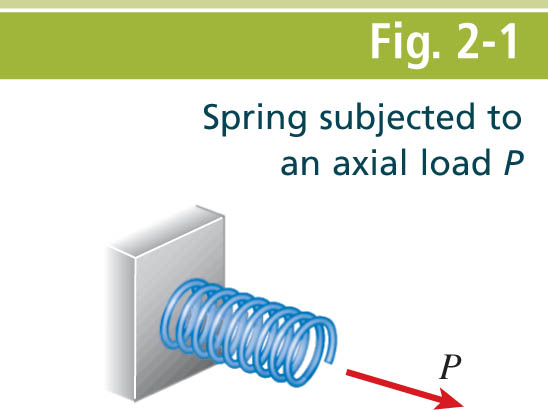 Fig. 2-1
Spring subjected to
an axial load P
P